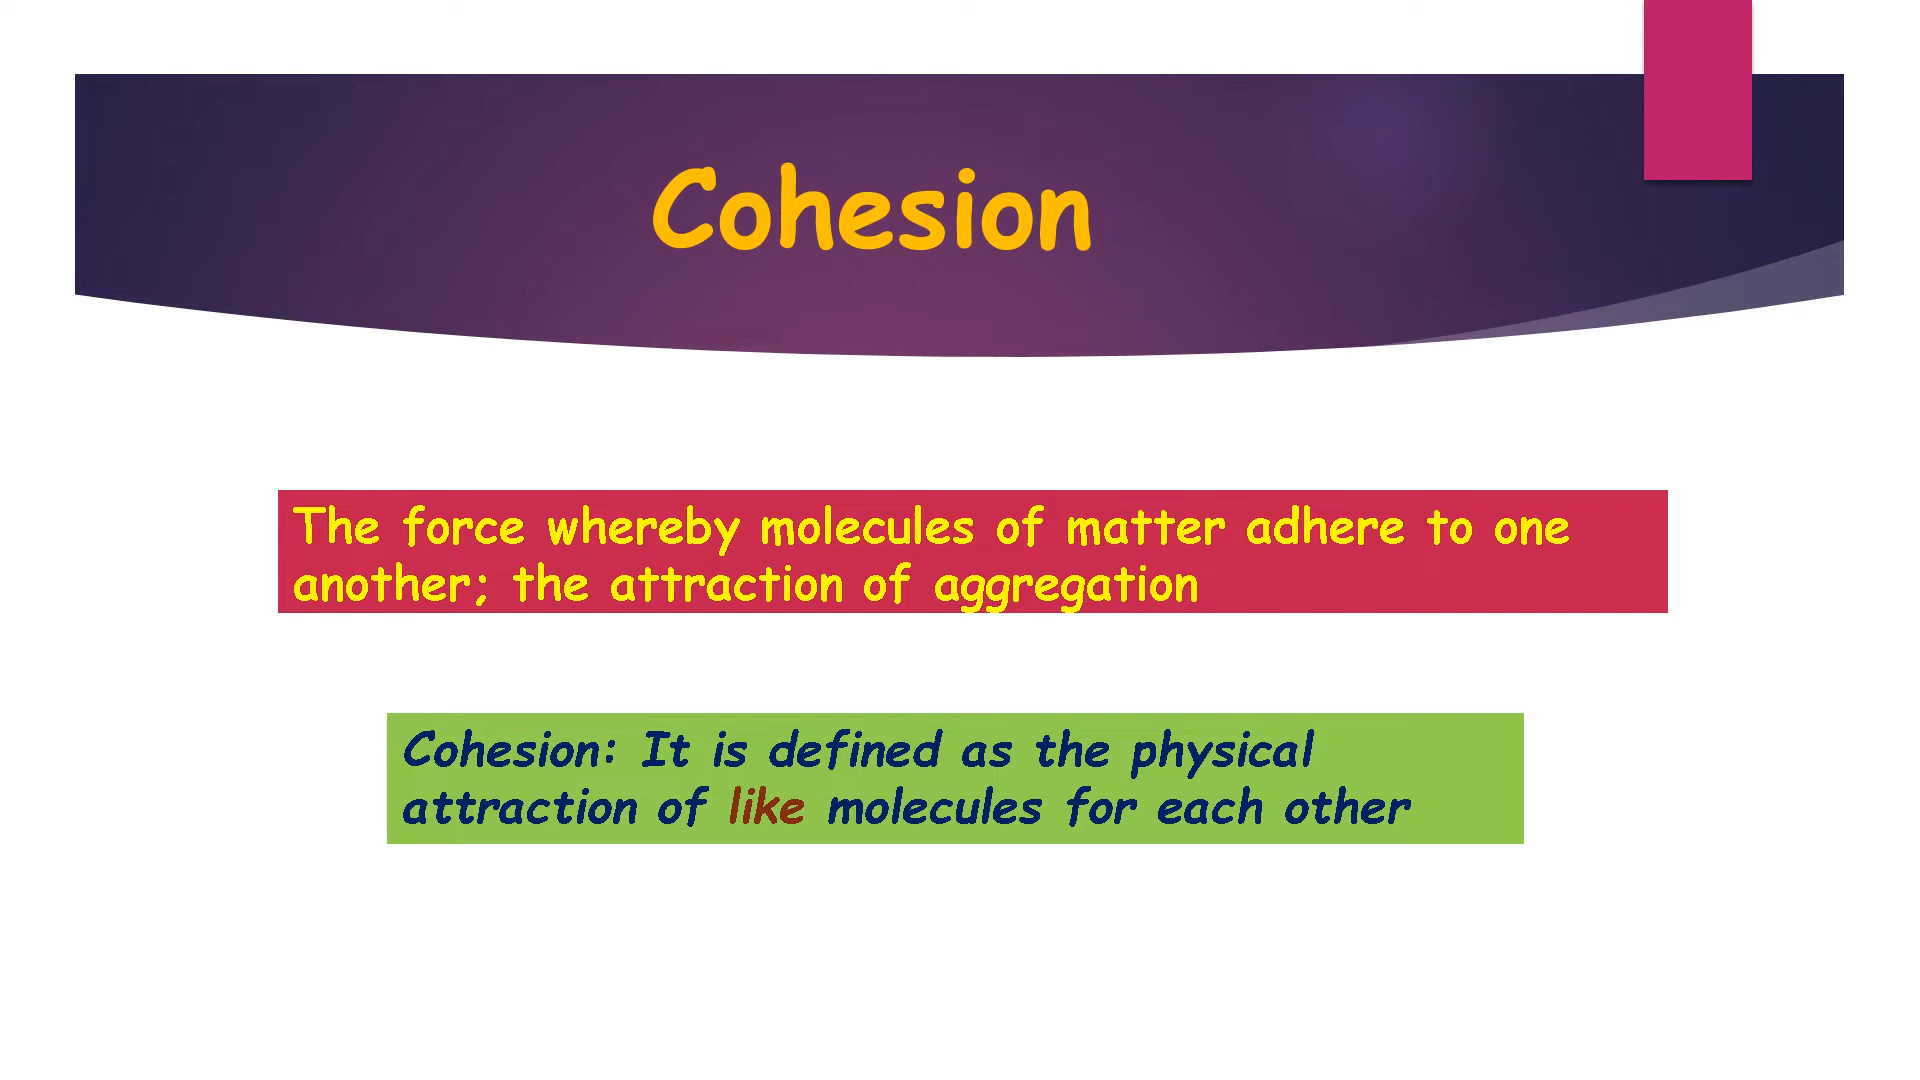 Cohesion
The force whereby molecules of matter adhere to one
another; the attraction of aggregation
Cohesion: It is defined as the physical
attraction of like molecules for each other